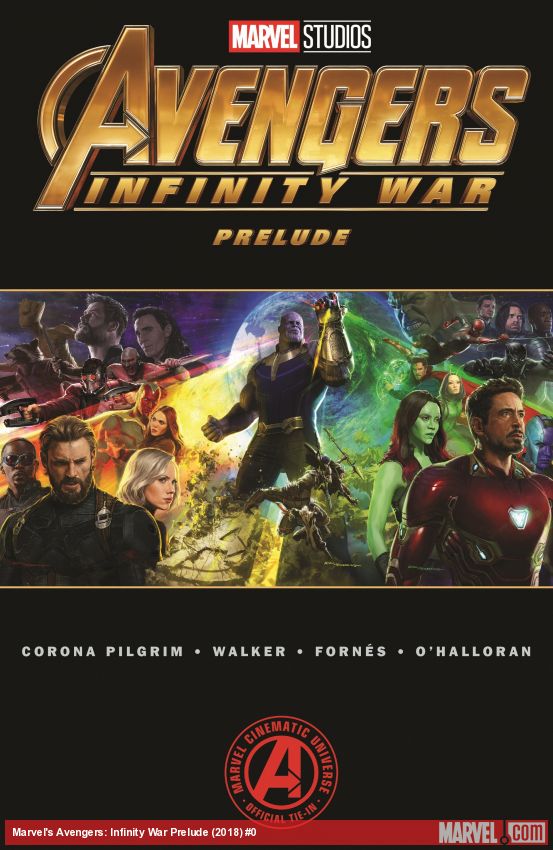 MARVEL STUDIOS
AVENGERS
INFINITY WAR
PRELUDE
CORONA PILGRIM • WALKER • FORNÉS • O'HALLORAN
MARVEL CINEMATIC UNIVERSE
A
• OFFICIAL TIE-IN •
Marvel's Avengers: Infinity War Prelude (2018) #0
MARVEL.com